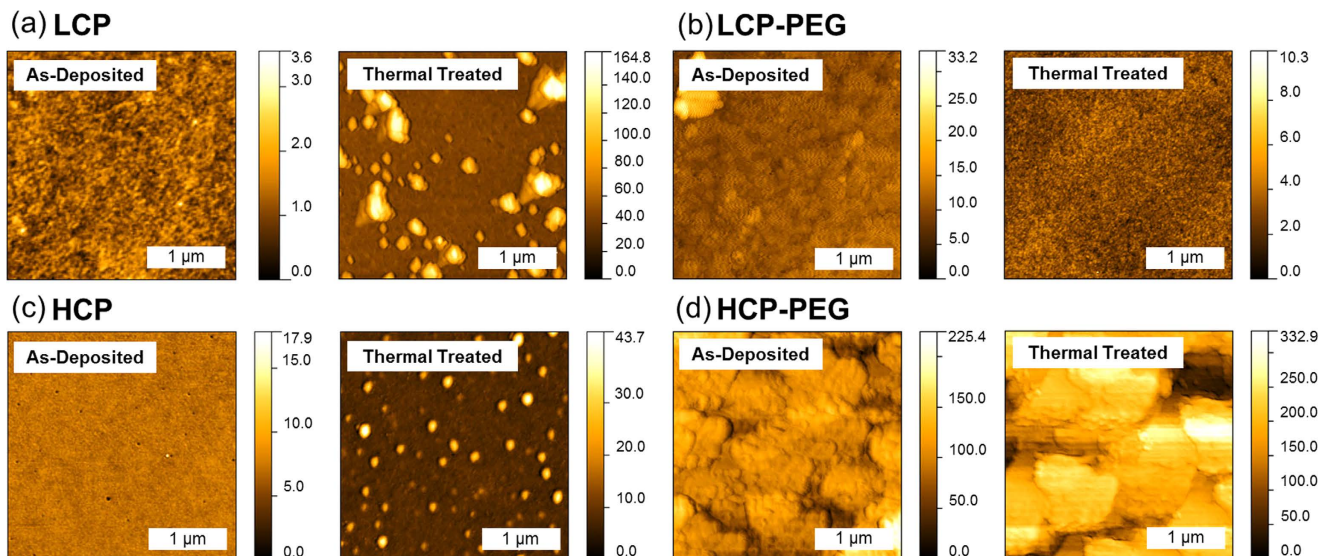 (a) LCP
As-Deposited
3.6
3.0
2.0
1.0
0.0
1 µm
Thermal Treated
164.8
140.0
120.0
100.0
80.0
60.0
40.0
20.0
0.0
1 µm
(b) LCP-PEG
As-Deposited
33.2
25.0
20.0
15.0
10.0
5.0
0.0
1 µm
Thermal Treated
10.3
8.0
6.0
4.0
2.0
0.0
1 µm
(c) HCP
As-Deposited
17.9
15.0
10.0
5.0
0.0
1 µm
Thermal Treated
43.7
30.0
20.0
10.0
0.0
1 µm
(d) HCP-PEG
As-Deposited
225.4
150.0
100.0
50.0
0.0
1 µm
Thermal Treated
332.9
250.0
200.0
150.0
100.0
50.0
0.0
1 µm